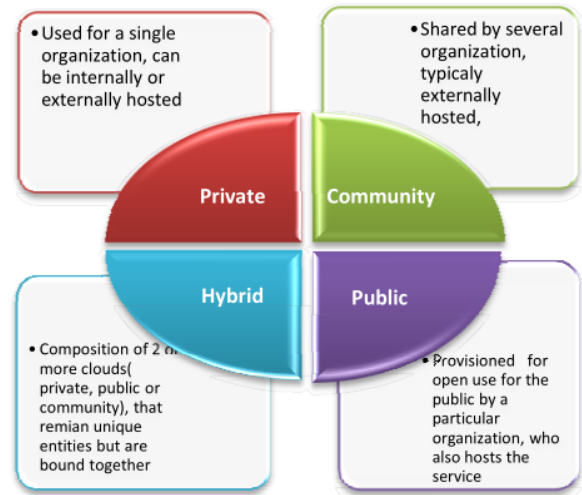 • Used for a single
organization, can
be internally or
externally hosted
• Shared by several
organization,
typicaly
externally
hosted,
Private
Community
Hybrid
Public
• Composition of 2 or
more clouds(
private, public or
community), that
remian unique
entities but are
bound together
• Provisioned for
open use for the
public by a
particular
organization, who
also hosts the
service